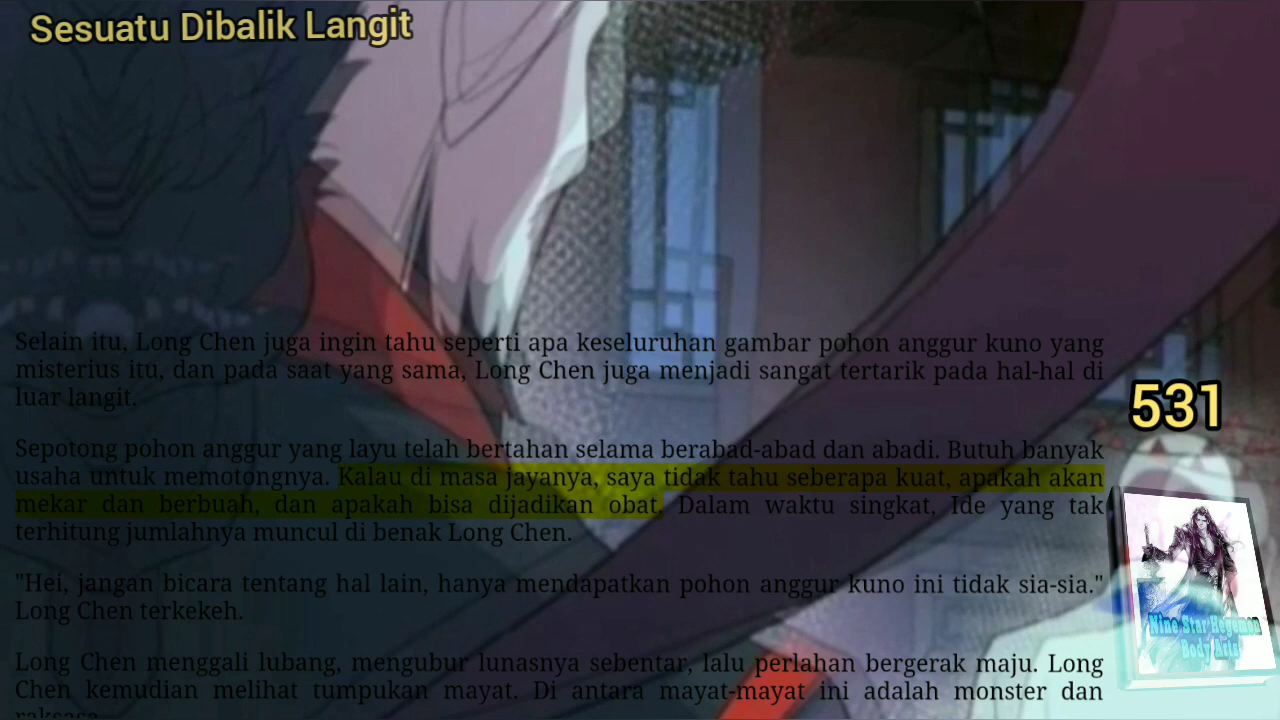 Sesuatu Dibalik Langit
Selain itu, Long Chen juga ingin tahu seperti apa keseluruhan gambar pohon anggur kuno yang
misterius itu, dan pada saat yang sama, Long Chen juga menjadi sangat tertarik pada hal-hal di
luar langit.
Sepotong pohon anggur yang layu telah bertahan selama berabad-abad dan abadi. Butuh banyak
usaha untuk memotongnya. Kalau di masa jayanya, saya tidak tahu seberapa kuat, apakah akan
mekar dan berbuah, dan apakah bisa dijadikan obat. Dalam waktu singkat, Ide yang tak
terhitung jumlahnya muncul di benak Long Chen.
"Hei, jangan bicara tentang hal lain, hanya mendapatkan pohon anggur kuno ini tidak sia-sia."
Long Chen terkekeh.
Long Chen menggali lubang, mengubur lunasnya sebentar, lalu perlahan bergerak maju. Long
Chen kemudian melihat tumpukan mayat. Di antara mayat-mayat ini adalah monster dan
raksasa
531
Nine Star Hegemon
Body Arts